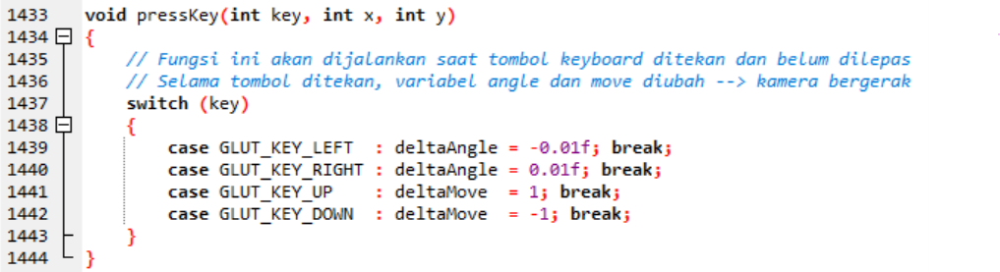 1433 void pressKey(int key, int x, int y)
1434 {
1435 // Fungsi ini akan dijalankan saat tombol keyboard ditekan dan belum dilepas
1436 // Selama tombol ditekan, variabel angle dan move diubah --> kamera bergerak
1437 switch (key)
1438 {
1439 case GLUT_KEY_LEFT : deltaAngle = -0.01f; break;
1440 case GLUT_KEY_RIGHT : deltaAngle = 0.01f; break;
1441 case GLUT_KEY_UP : deltaMove = 1; break;
1442 case GLUT_KEY_DOWN : deltaMove = -1; break;
1443 }
1444 }